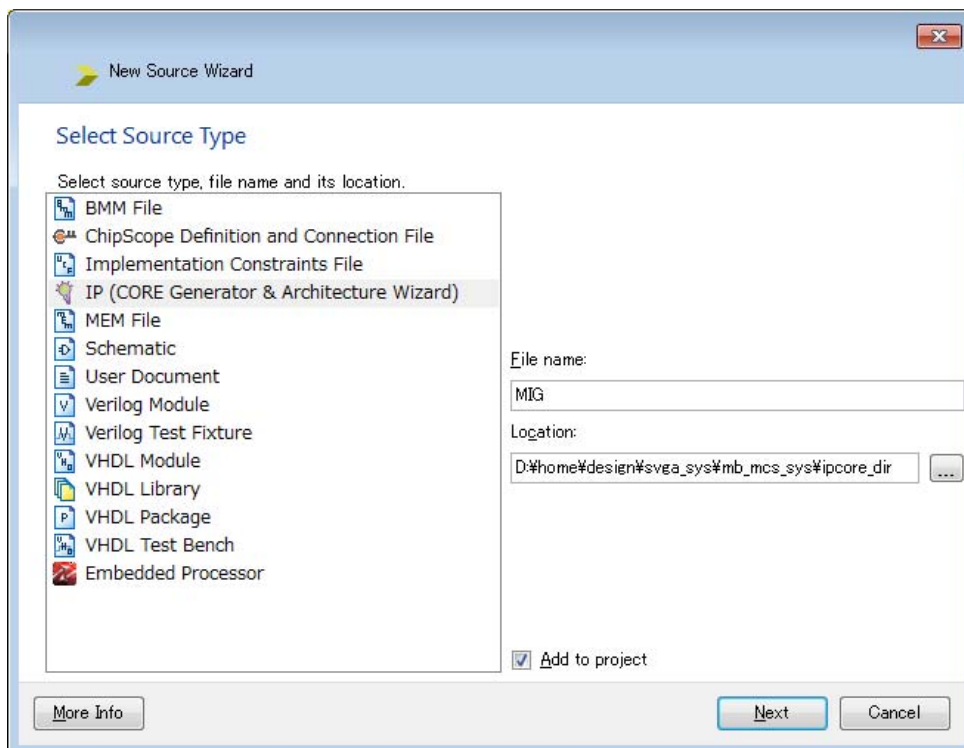 New Source Wizard
Select Source Type
Select source type, file name and its location.
BMM File
ChipScope Definition and Connection File
Implementation Constraints File
IP (CORE Generator & Architecture Wizard)
MEM File
Schematic
User Document
Verilog Module
Verilog Test Fixture
VHDL Module
VHDL Library
VHDL Package
VHDL Test Bench
Embedded Processor
File name:
MIG
Location:
D:¥home¥design¥svga_sys¥mb_mcs_sys¥ipcore_dir
...
Add to project
More Info
Next
Cancel